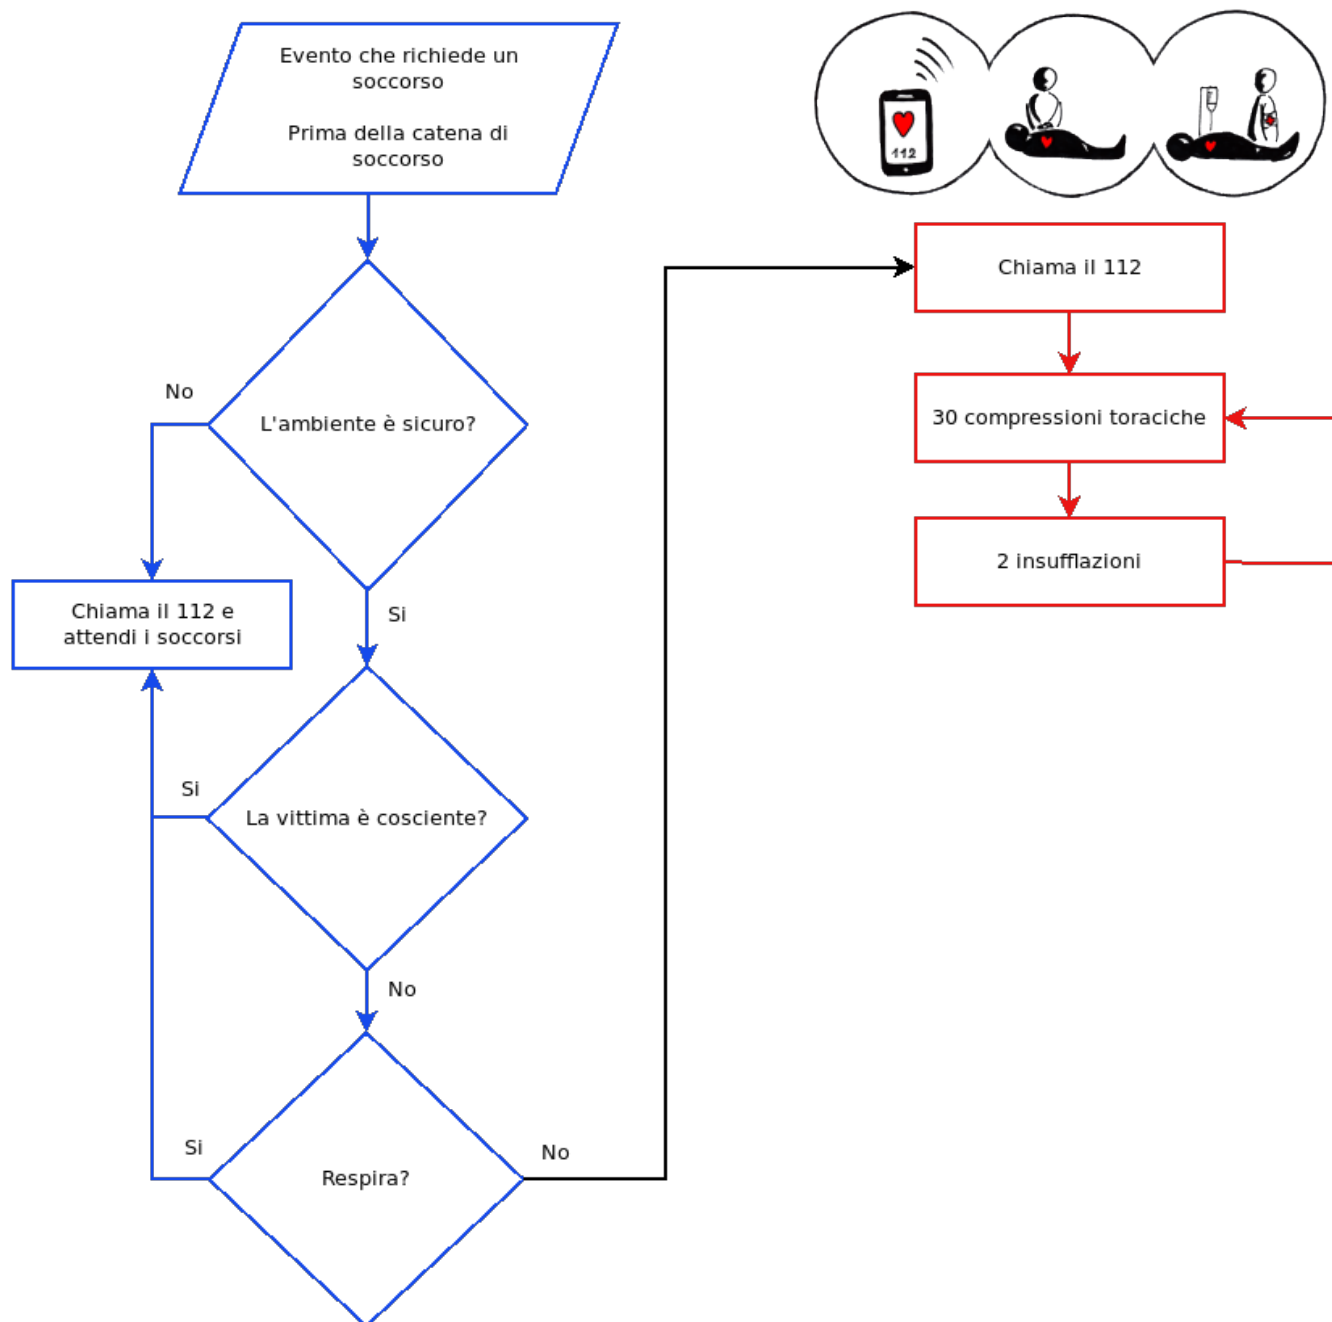 Evento che richiede un
soccorso
Prima della catena di
soccorso
No
L'ambiente è sicuro?
Chiama il 112 e
attendi i soccorsi
Si
Si
La vittima è cosciente?
No
Si
Respira?
No
112
Chiama il 112
30 compressioni toraciche
2 insufflazioni